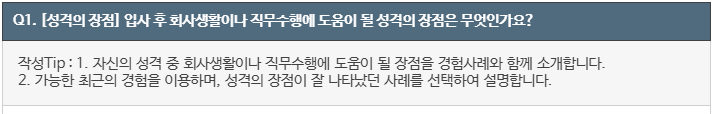 Q1. [성격의 장점] 입사 후 회사생활이나 직무수행에 도움이 될 성격의 장점은 무엇인가요?
작성Tip : 1. 자신의 성격 중 회사생활이나 직무수행에 도움이 될 장점을 경험사례와 함께 소개합니다.
2. 가능한 최근의 경험을 이용하며, 성격의 장점이 잘 나타났던 사례를 선택하여 설명합니다.